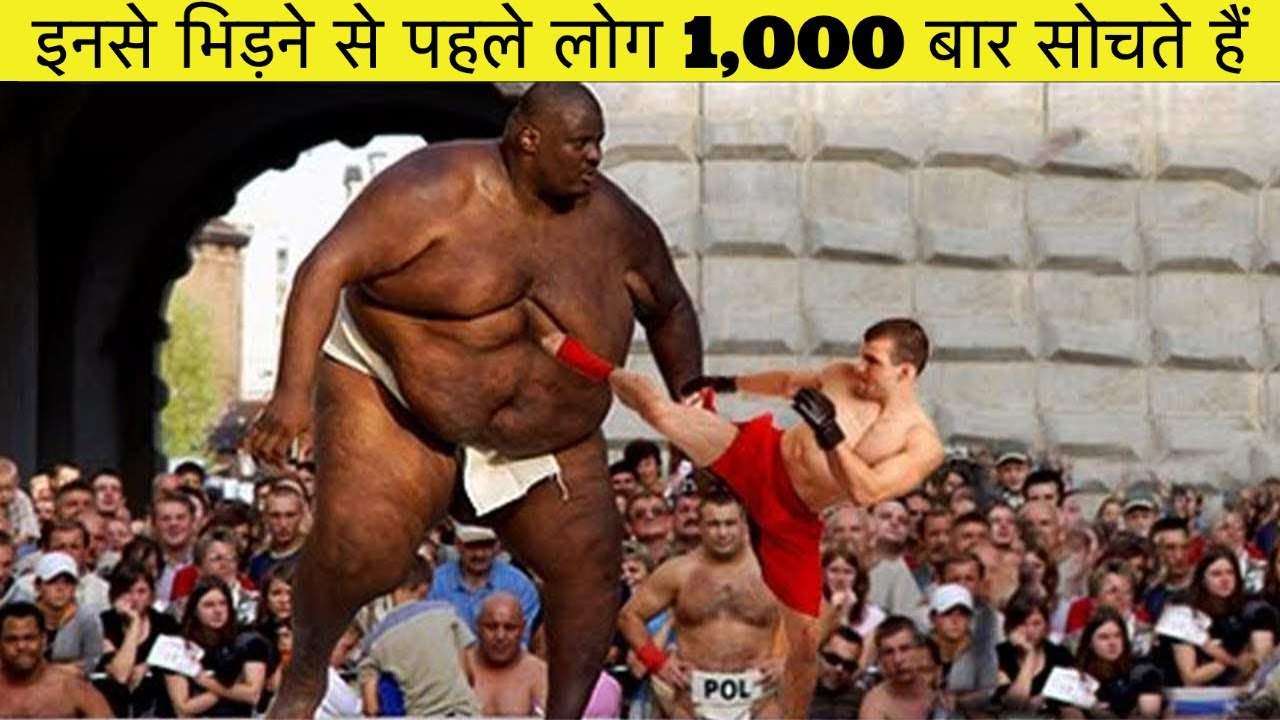 इनसे भिड़ने से पहले लोग 1,000 बार सोचते हैं
POL